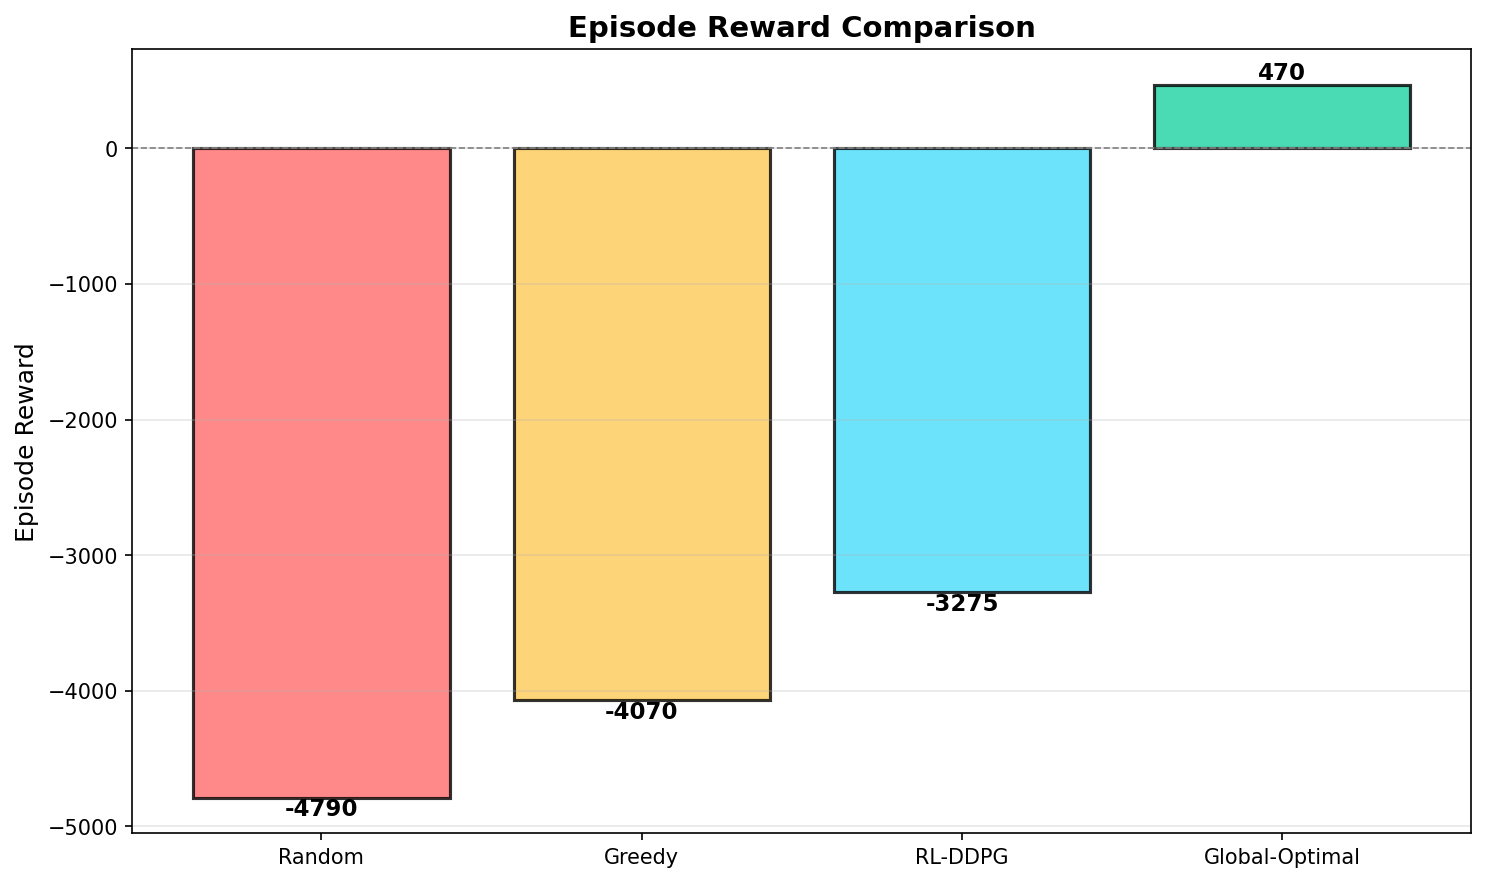 Episode Reward Comparison
Episode Reward
470
0
−1000
−2000
−3000
−4000
−5000
-3275
-4070
-4790
Random
Greedy
RL-DDPG
Global-Optimal